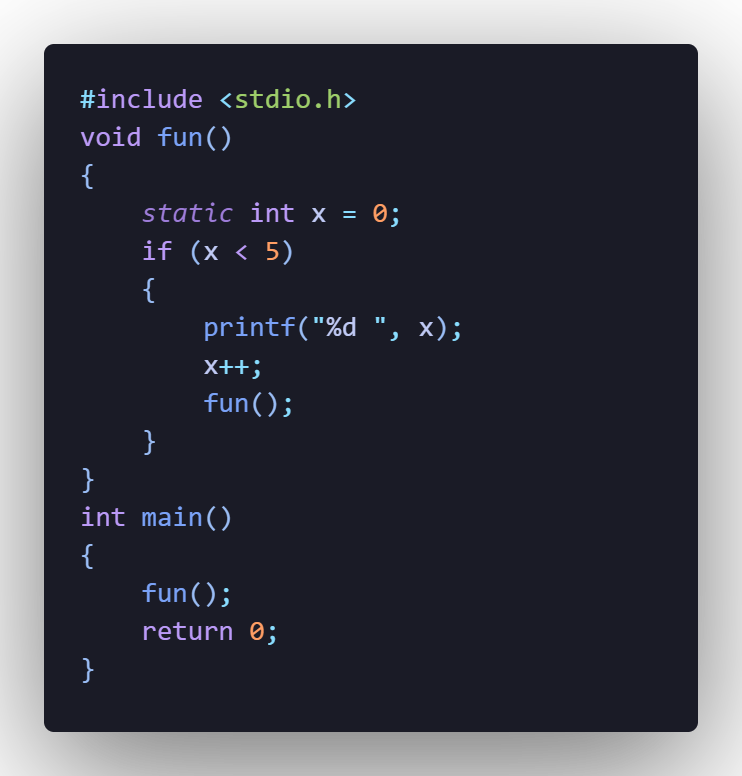 #include <stdio.h>
void fun()
{
    static int x = 0;
    if (x < 5)
    {
        printf("%d ", x);
        x++;
        fun();
    }
}
int main()
{
    fun();
    return 0;
}